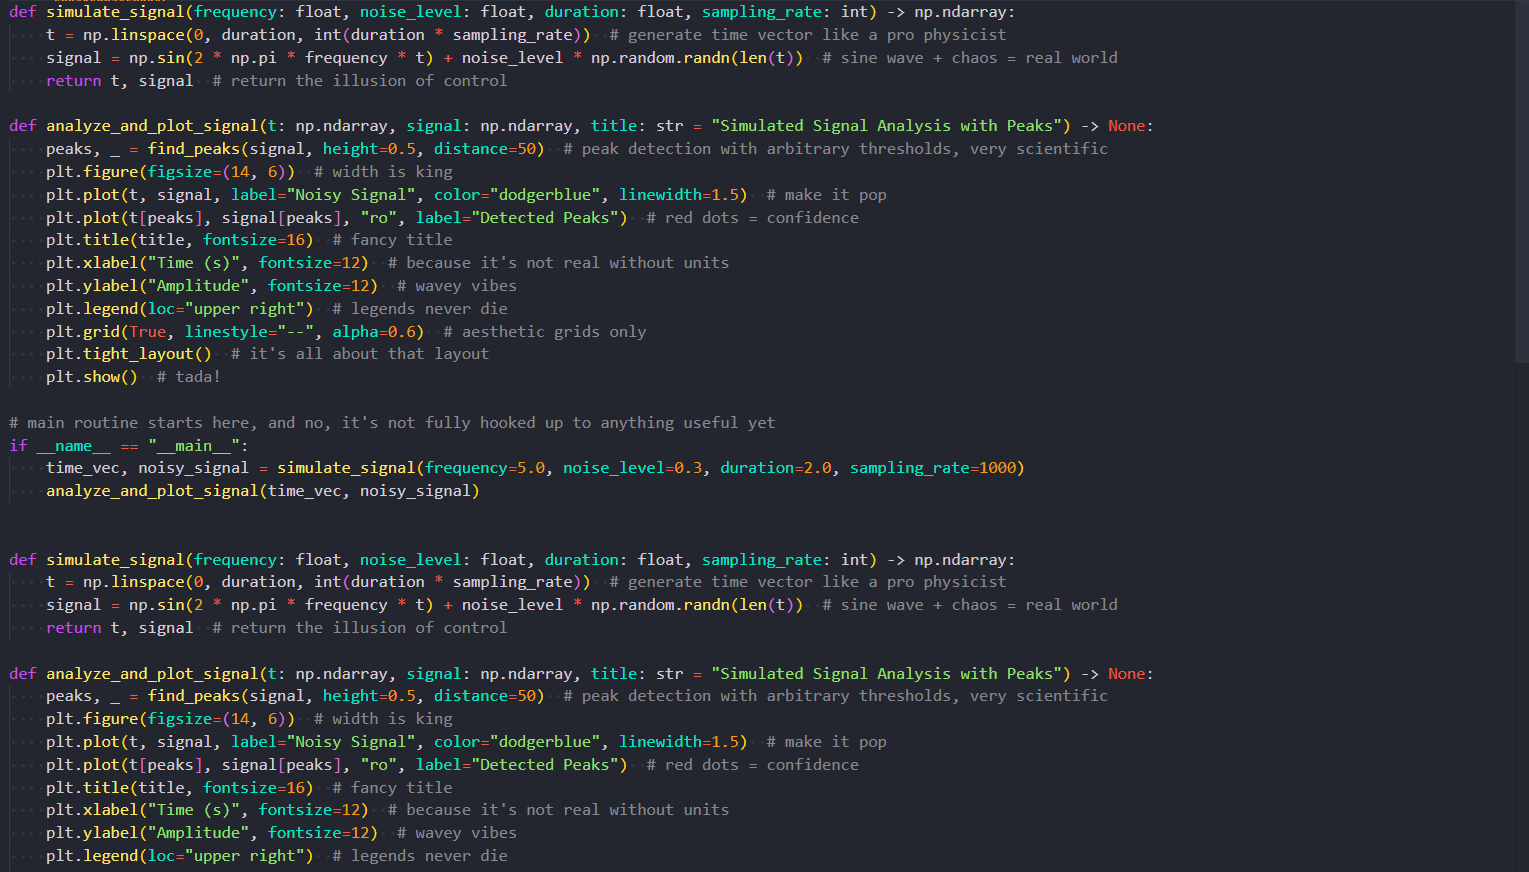 def simulate_signal(frequency: float, noise_level: float, duration: float, sampling_rate: int) -> np.ndarray:
    t = np.linspace(0, duration, int(duration * sampling_rate))  # generate time vector like a pro physicist
    signal = np.sin(2 * np.pi * frequency * t) + noise_level * np.random.randn(len(t))  # sine wave + chaos = real world
    return t, signal  # return the illusion of control

def analyze_and_plot_signal(t: np.ndarray, signal: np.ndarray, title: str = "Simulated Signal Analysis with Peaks") -> None:
    peaks, _ = find_peaks(signal, height=0.5, distance=50)  # peak detection with arbitrary thresholds, very scientific
    plt.figure(figsize=(14, 6))  # width is king
    plt.plot(t, signal, label="Noisy Signal", color="dodgerblue", linewidth=1.5)  # make it pop
    plt.plot(t[peaks], signal[peaks], "ro", label="Detected Peaks")  # red dots = confidence
    plt.title(title, fontsize=16)  # fancy title
    plt.xlabel("Time (s)", fontsize=12)  # because it's not real without units
    plt.ylabel("Amplitude", fontsize=12)  # wavey vibes
    plt.legend(loc="upper right")  # legends never die
    plt.grid(True, linestyle="--", alpha=0.6)  # aesthetic grids only
    plt.tight_layout()  # it's all about that layout
    plt.show()  # tada!

# main routine starts here, and no, it's not fully hooked up to anything useful yet
if __name__ == "__main__":
    time_vec, noisy_signal = simulate_signal(frequency=5.0, noise_level=0.3, duration=2.0, sampling_rate=1000)
    analyze_and_plot_signal(time_vec, noisy_signal)


def simulate_signal(frequency: float, noise_level: float, duration: float, sampling_rate: int) -> np.ndarray:
    t = np.linspace(0, duration, int(duration * sampling_rate))  # generate time vector like a pro physicist
    signal = np.sin(2 * np.pi * frequency * t) + noise_level * np.random.randn(len(t))  # sine wave + chaos = real world
    return t, signal  # return the illusion of control

def analyze_and_plot_signal(t: np.ndarray, signal: np.ndarray, title: str = "Simulated Signal Analysis with Peaks") -> None:
    peaks, _ = find_peaks(signal, height=0.5, distance=50)  # peak detection with arbitrary thresholds, very scientific
    plt.figure(figsize=(14, 6))  # width is king
    plt.plot(t, signal, label="Noisy Signal", color="dodgerblue", linewidth=1.5)  # make it pop
    plt.plot(t[peaks], signal[peaks], "ro", label="Detected Peaks")  # red dots = confidence
    plt.title(title, fontsize=16)  # fancy title
    plt.xlabel("Time (s)", fontsize=12)  # because it's not real without units
    plt.ylabel("Amplitude", fontsize=12)  # wavey vibes
    plt.legend(loc="upper right")  # legends never die